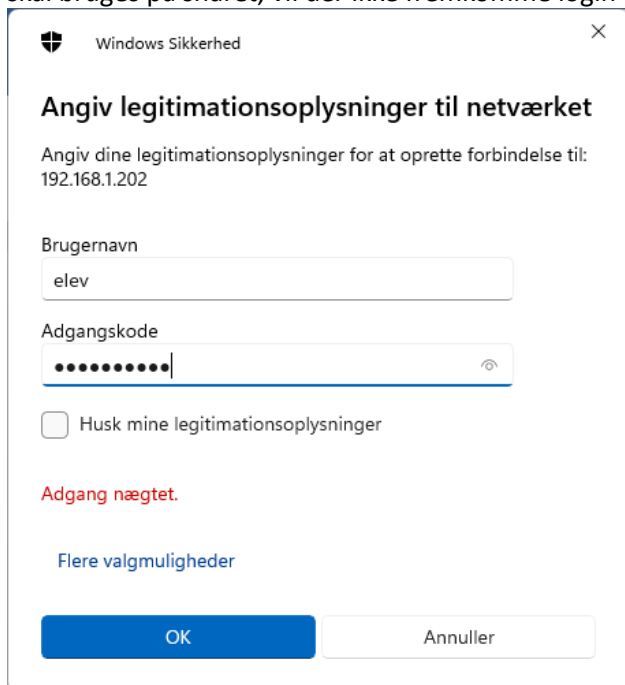 Windows Sikkerhed
Angiv legitimationsoplysninger til netværket
Angiv dine legitimationsoplysninger for at oprette forbindelse til:
192.168.1.202
Brugernavn
elev
Adgangskode
••••••••••
Husk mine legitimationsoplysninger
Adgang nægtet.
Flere valgmuligheder
OK
Annuller